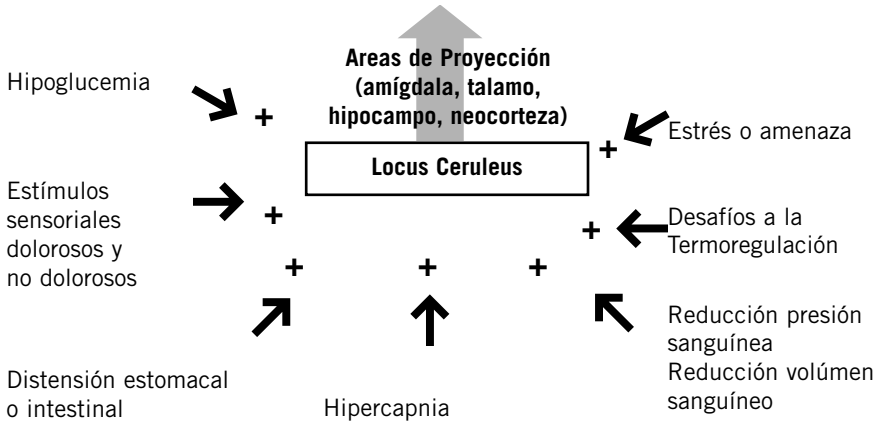 Areas de Proyección
(amígdala, talamo,
hipocampo, neocorteza)
Hipoglucemia
+
Estrés o amenaza
+
Locus Ceruleus
Estímulos
sensoriales
dolorosos y
no dolorosos
+
Desafíos a la
Termoregulación
+
+
+
+
Distensión estomacal
o intestinal
Hipercapnia
Reducción presión
sanguínea
Reducción volúmen
sanguíneo